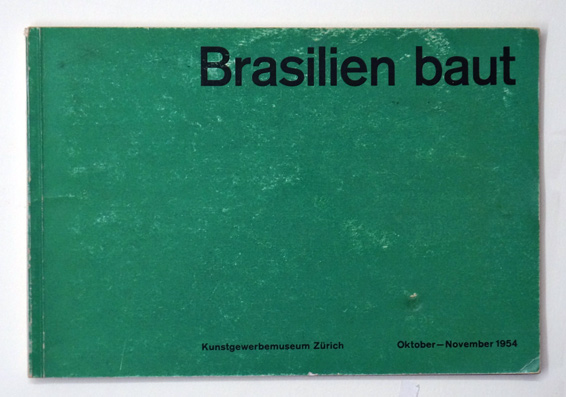 Brasilien baut
Kunstgewerbemuseum Zürich Oktober—November 1954